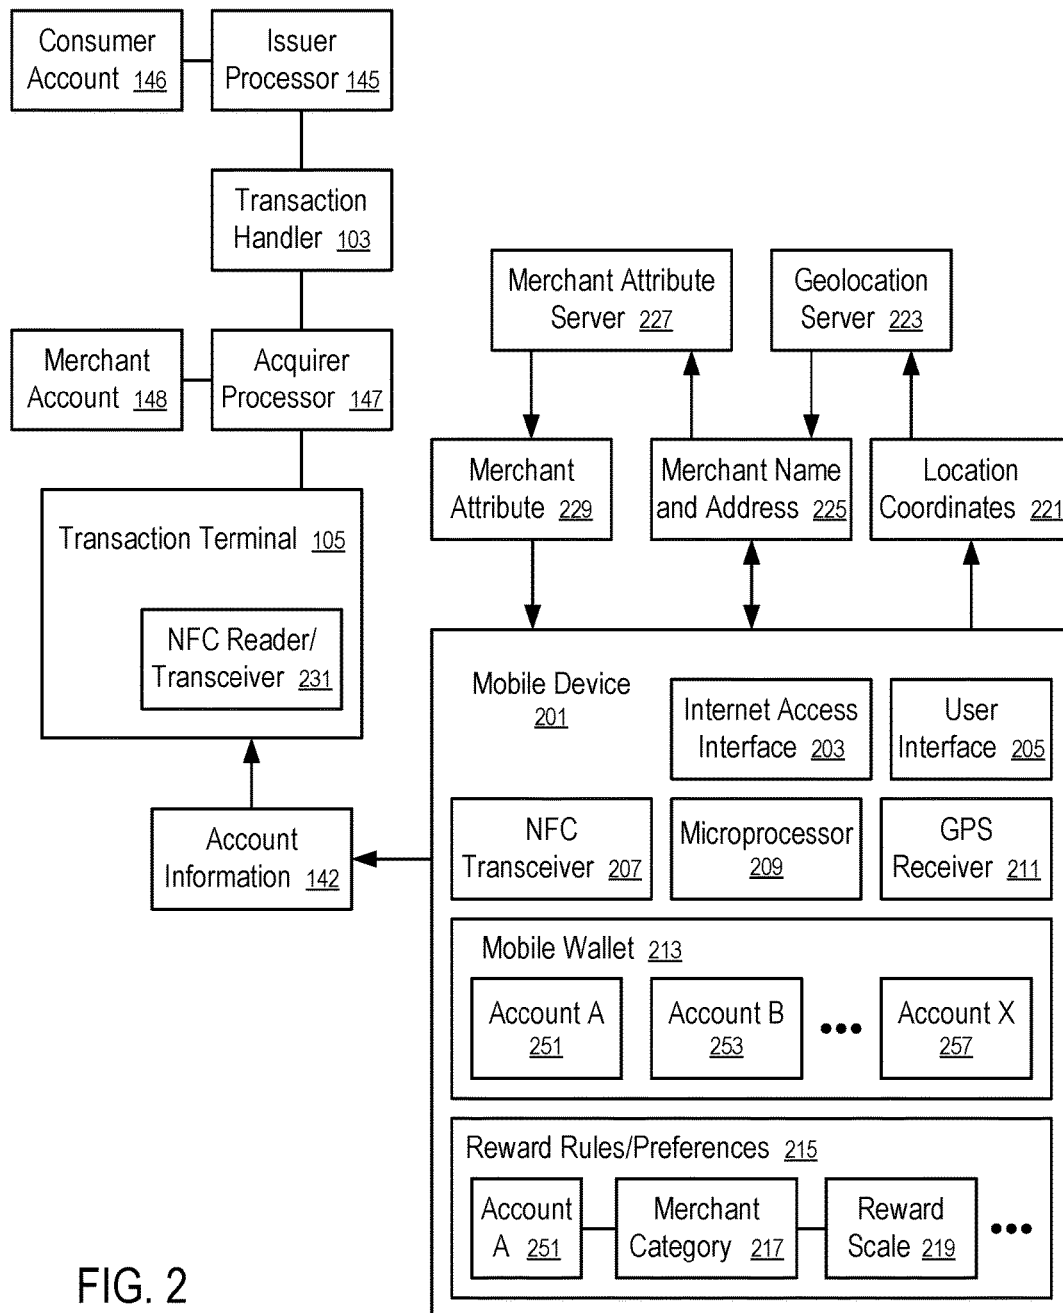 Consumer
Account 146
Issuer
Processor 145
Transaction
Handler 103
Merchant Attribute
Server 227
Geolocation
Server 223
Merchant
Account 148
Acquirer
Processor 147
Merchant
Attribute 229
Merchant Name
and Address 225
Location
Coordinates 221
Transaction Terminal 105
NFC Reader/
Transceiver 231
Mobile Device
201
Internet Access
Interface 203
User
Interface 205
Account
Information 142
NFC
Transceiver 207
Microprocessor
209
GPS
Receiver 211
Mobile Wallet 213
Account A
251
Account B
253
•••
Account X
257
Reward Rules/Preferences 215
Account
A 251
Merchant
Category 217
Reward
Scale 219
•••
FIG. 2